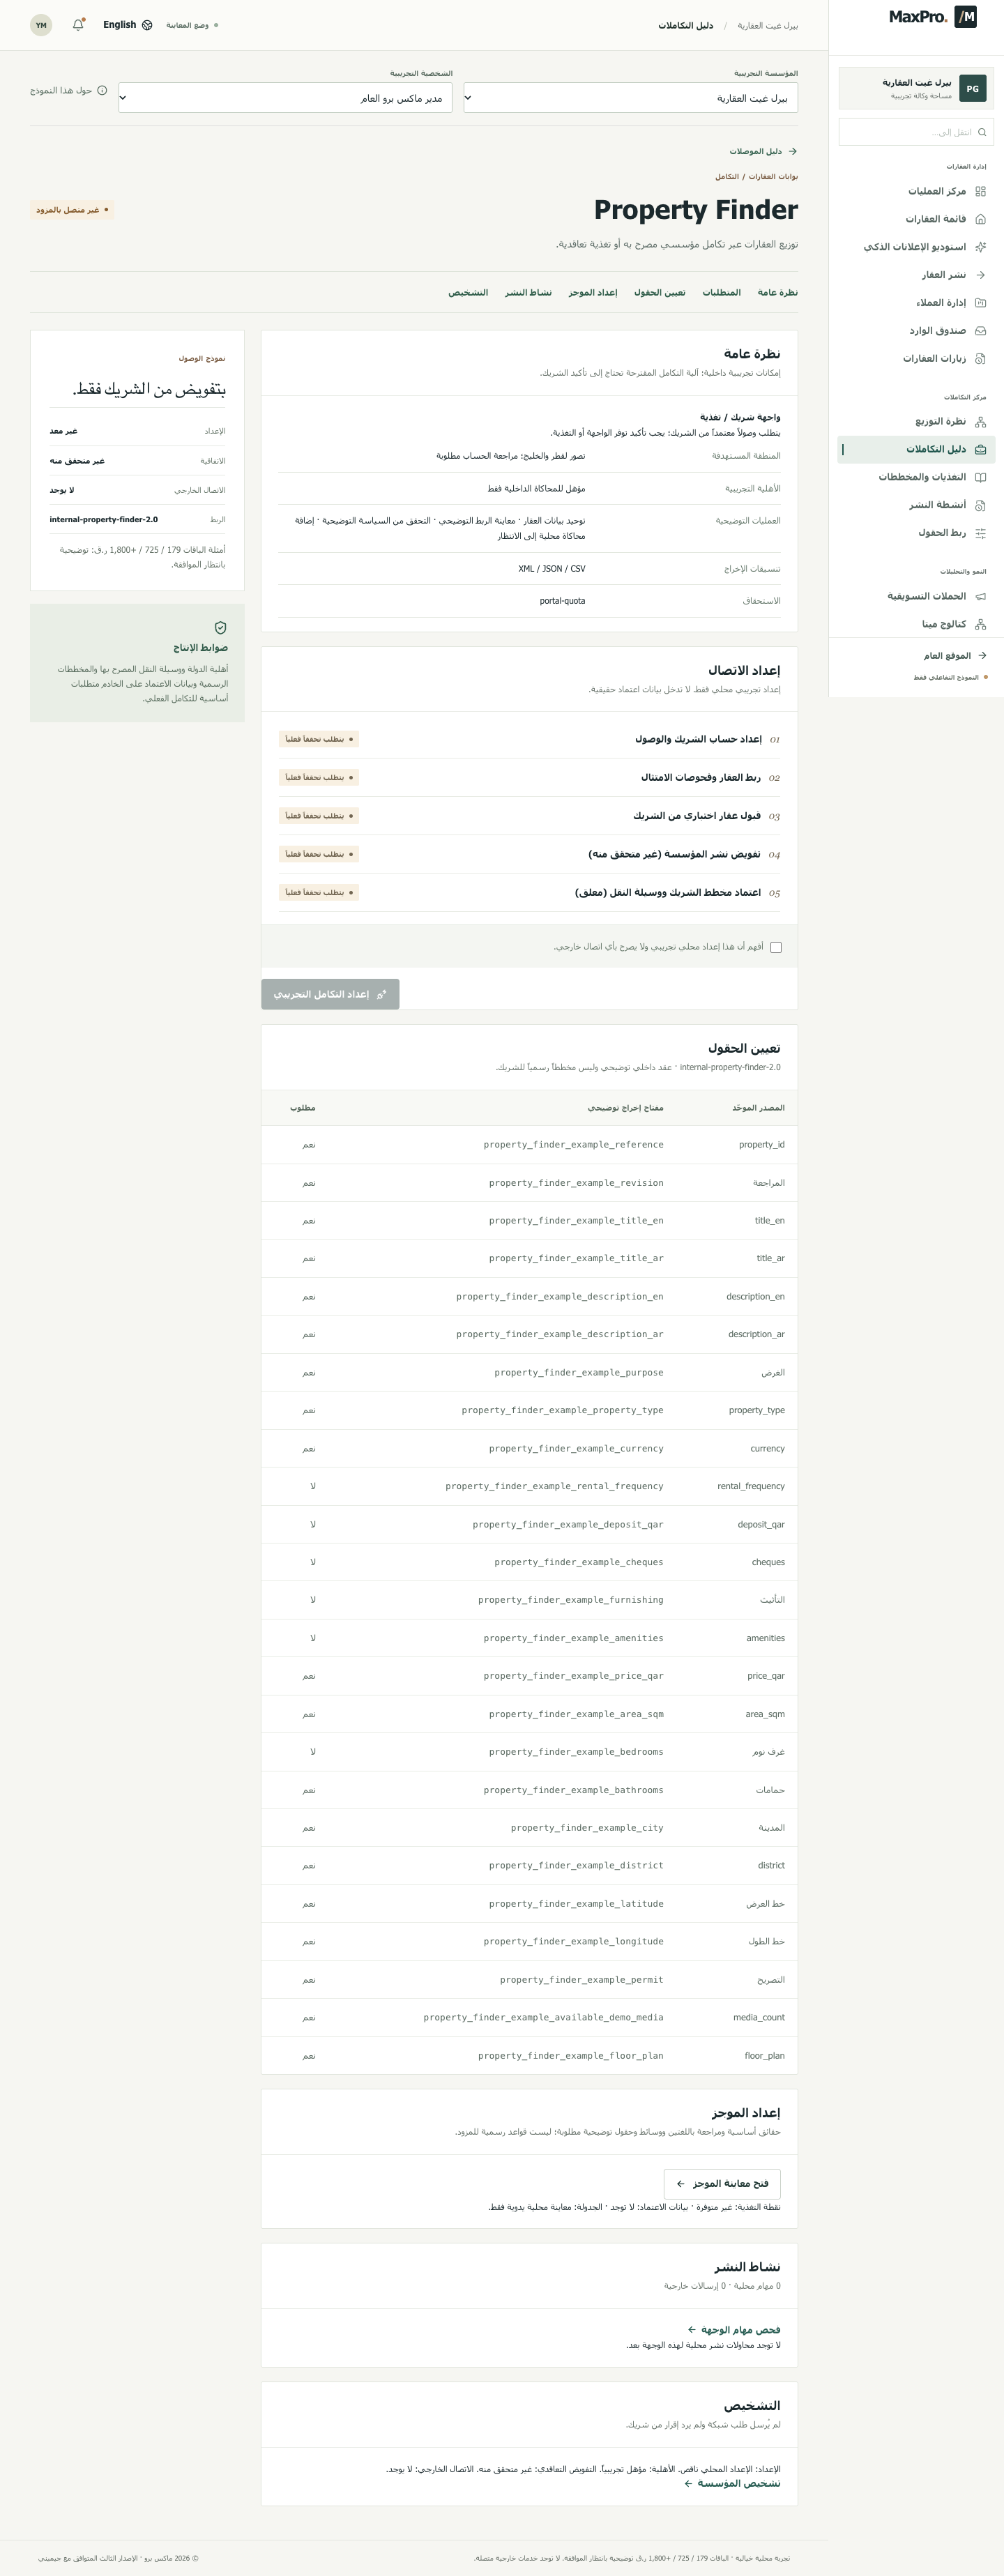 MaxPro. /M
PG
بيرل غيت العقارية
مساحة وكالة تجريبية
انتقل إلى...
إدارة العقارات
مركز العمليات
قائمة العقارات
استوديو الإعلانات الذكي
نشر العقار
إدارة العملاء
صندوق الوارد
زيارات العقارات
مركز التكاملات
نظرة التوزيع
دليل التكاملات
التغذيات والمخططات
أنشطة النشر
ربط الحقول
النمو والتحليلات
الحملات التسويقية
كتالوج ميتا
الموقع العام
النموذج التفاعلي فقط
بيرل غيت العقارية / دليل التكاملات
وضع المعاينة
English
YM
المؤسسة التجريبية
بيرل غيت العقارية
الشخصية التجريبية
مدير ماكس برو العام
حول هذا النموذج
دليل الموصلات
بوابات العقارات / التكامل
Property Finder
غير متصل بالمزود
توزيع العقارات عبر تكامل مؤسسي مصرح به أو تغذية تعاقدية.
نظرة عامة
المتطلبات
تعيين الحقول
إعداد الموجز
نشاط النشر
التشخيص
نظرة عامة
إمكانات تجريبية داخلية؛ آلية التكامل المقترحة تحتاج إلى تأكيد الشريك.
واجهة شريك / تغذية
يتطلب وصولاً معتمداً من الشريك؛ يجب تأكيد توفر الواجهة أو التغذية.
المنطقة المستهدفة
تصور لقطر والخليج؛ مراجعة الحساب مطلوبة
الأهلية التجريبية
مؤهل للمحاكاة الداخلية فقط
العمليات التوضيحية
توحيد بيانات العقار · معاينة الربط التوضيحي · التحقق من السياسة التوضيحية · إضافة
محاكاة محلية إلى الانتظار
تنسيقات الإخراج
XML / JSON / CSV
الاستحقاق
portal-quota
نموذج الوصول
بتفويض من الشريك فقط.
الإعداد
غير معد
الاتفاقية
غير متحقق منه
الاتصال الخارجي
لا يوجد
الربط
internal-property-finder-2.0
أمثلة الباقات 179 / 725 / +1,800 ر.ق: توضيحية
بانتظار الموافقة.
ضوابط الإنتاج
أهلية الدولة ووسيلة النقل المصرح بها والمخططات
الرسمية وبيانات الاعتماد على الخادم متطلبات
أساسية للتكامل الفعلي.
إعداد الاتصال
إعداد تجريبي محلي فقط. لا تدخل بيانات اعتماد حقيقية.
01 إعداد حساب الشريك والوصول
يتطلب تحققاً فعلياً
02 ربط العقار وفحوصات الامتثال
يتطلب تحققاً فعلياً
03 قبول عقار اختباري من الشريك
يتطلب تحققاً فعلياً
04 تفويض نشر المؤسسة (غير متحقق منه)
يتطلب تحققاً فعلياً
05 اعتماد مخطط الشريك ووسيلة النقل (معلق)
يتطلب تحققاً فعلياً
أفهم أن هذا إعداد محلي تجريبي ولا يصرح بأي اتصال خارجي.
إعداد التكامل التجريبي
تعيين الحقول
internal-property-finder-2.0 · عقد داخلي توضيحي وليس مخططاً رسمياً للشريك.
المصدر الموحّد
مفتاح إخراج توضيحي
مطلوب
property_id
property_finder_example_reference
نعم
المراجعة
property_finder_example_revision
نعم
title_en
property_finder_example_title_en
نعم
title_ar
property_finder_example_title_ar
نعم
description_en
property_finder_example_description_en
نعم
description_ar
property_finder_example_description_ar
نعم
الغرض
property_finder_example_purpose
نعم
property_type
property_finder_example_property_type
نعم
currency
property_finder_example_currency
نعم
rental_frequency
property_finder_example_rental_frequency
لا
deposit_qar
property_finder_example_deposit_qar
لا
cheques
property_finder_example_cheques
لا
التأثيث
property_finder_example_furnishing
لا
amenities
property_finder_example_amenities
لا
price_qar
property_finder_example_price_qar
نعم
area_sqm
property_finder_example_area_sqm
نعم
غرف نوم
property_finder_example_bedrooms
لا
حمامات
property_finder_example_bathrooms
نعم
المدينة
property_finder_example_city
نعم
district
property_finder_example_district
نعم
خط العرض
property_finder_example_latitude
نعم
خط الطول
property_finder_example_longitude
نعم
التصريح
property_finder_example_permit
نعم
media_count
property_finder_example_available_demo_media
نعم
floor_plan
property_finder_example_floor_plan
نعم
إعداد الموجز
حقائق أساسية ومراجعة باللغتين ووسائط وحقول توضيحية مطلوبة؛ ليست قواعد رسمية للمزود.
فتح معاينة الموجز
نقطة التغذية: غير متوفرة · بيانات الاعتماد: لا توجد · الجدولة: معاينة محلية يدوية فقط.
نشاط النشر
0 مهام محلية · 0 إرسالات خارجية
فحص مهام الوجهة
لا توجد محاولات نشر محلية لهذه الوجهة بعد.
التشخيص
لم يُرسل طلب شبكة ولم يرد إقرار من شريك.
الإعداد: الإعداد المحلي ناقص. الأهلية: مؤهل تجريبياً. التفويض التعاقدي: غير متحقق منه. الاتصال الخارجي: لا يوجد.
تشخيص المؤسسة
تجربة محلية خيالية · الباقات 179 / 725 / +1,800 ر.ق توضيحية بانتظار الموافقة. لا توجد خدمات خارجية متصلة.
© 2026 ماكس برو · الإصدار الثالث المتوافق مع جيميني